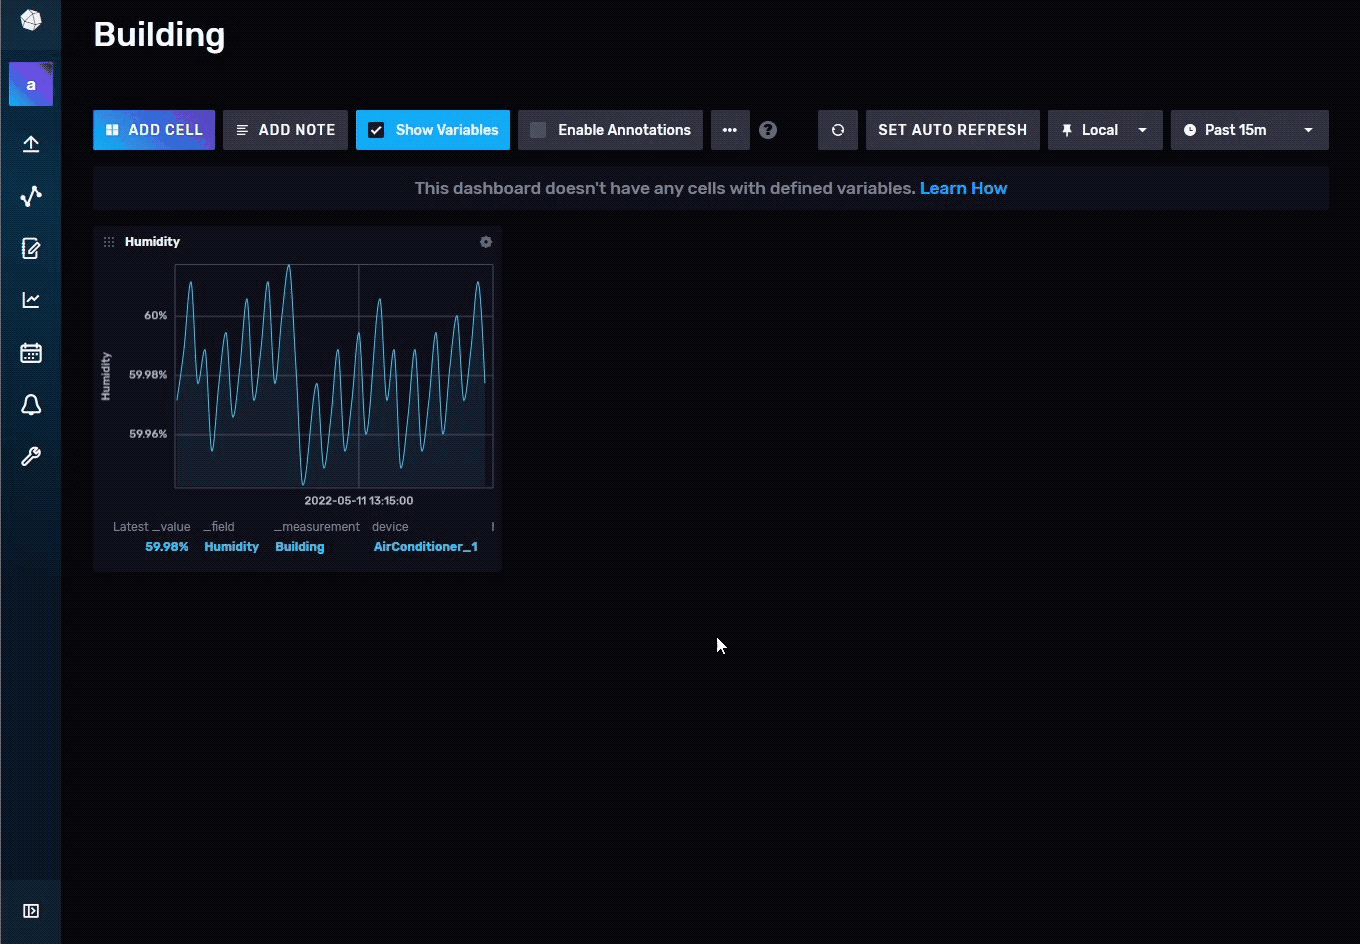 Building
a
ADD CELL
ADD NOTE
Show Variables
Enable Annotations
?
SET AUTO REFRESH
Local
Past 15m
This dashboard doesn't have any cells with defined variables. Learn How
Humidity
60%
59.98%
59.96%
Humidity
2022-05-11 13:15:00
Latest _value _field _measurement device
59.98% Humidity Building AirConditioner_1